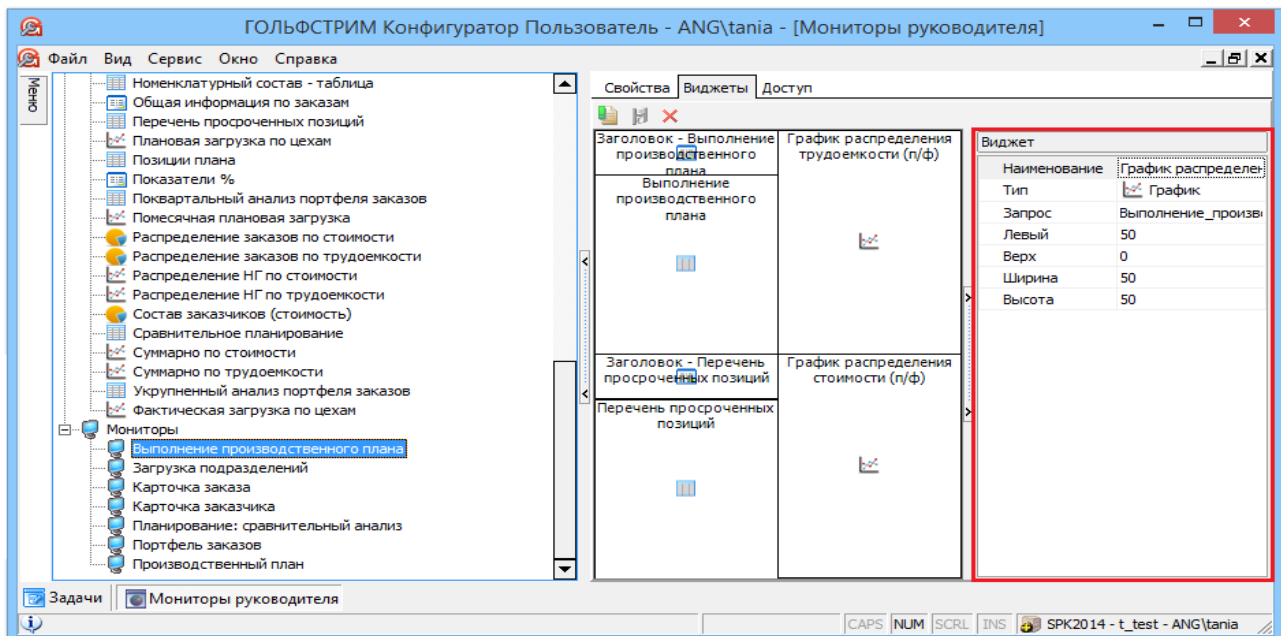 ГОЛЬФСТРИМ Конфигуратор Пользователь - ANG\tania - [Мониторы руководителя]
Файл Вид Сервис Окно Справка
Меню
Номенклатурный состав - таблица
Общая информация по заказам
Перечень просроченных позиций
Плановая загрузка по цехам
Позиции плана
Показатели %
Поквартальный анализ портфеля заказов
Помесячная плановая загрузка
Распределение заказов по стоимости
Распределение заказов по трудоемкости
Распределение НГ по стоимости
Распределение НГ по трудоемкости
Состав заказчиков (стоимость)
Сравнительное планирование
Суммарно по стоимости
Суммарно по трудоемкости
Укрупненный анализ портфеля заказов
Фактическая загрузка по цехам
Мониторы
Выполнение производственного плана
Загрузка подразделений
Карточка заказа
Карточка заказчика
Планирование: сравнительный анализ
Портфель заказов
Производственный план
Свойства Виджеты Доступ
Заголовок - Выполнение
производственного
плана
Выполнение
производственного
плана
График распределения
трудоемкости (п/ф)
Заголовок - Перечень
просроченных позиций
Перечень просроченных
позиций
График распределения
стоимости (п/ф)
Виджет
Наименование График распределен
Тип График
Запрос Выполнение_произв
Левый 50
Верх 0
Ширина 50
Высота 50
Задачи Мониторы руководителя
CAPS NUM SCRL INS SPK2014 - t_test - ANG\tania